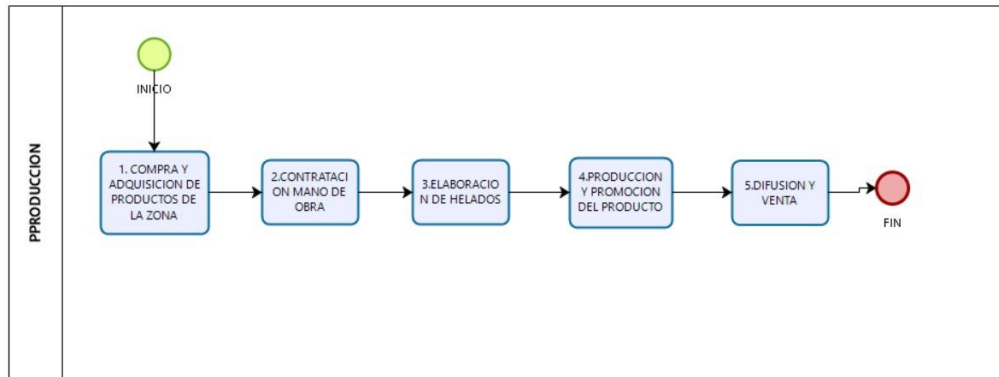 PPRODUCCION
INICIO
1. COMPRA Y
ADQUISICION DE
PRODUCTOS DE
LA ZONA
2.CONTRATACI
ON MANO DE
OBRA
3.ELABORACIO
N DE HELADOS
4.PRODUCCION
Y PROMOCION
DEL PRODUCTO
5.DIFUSION Y
VENTA
FIN